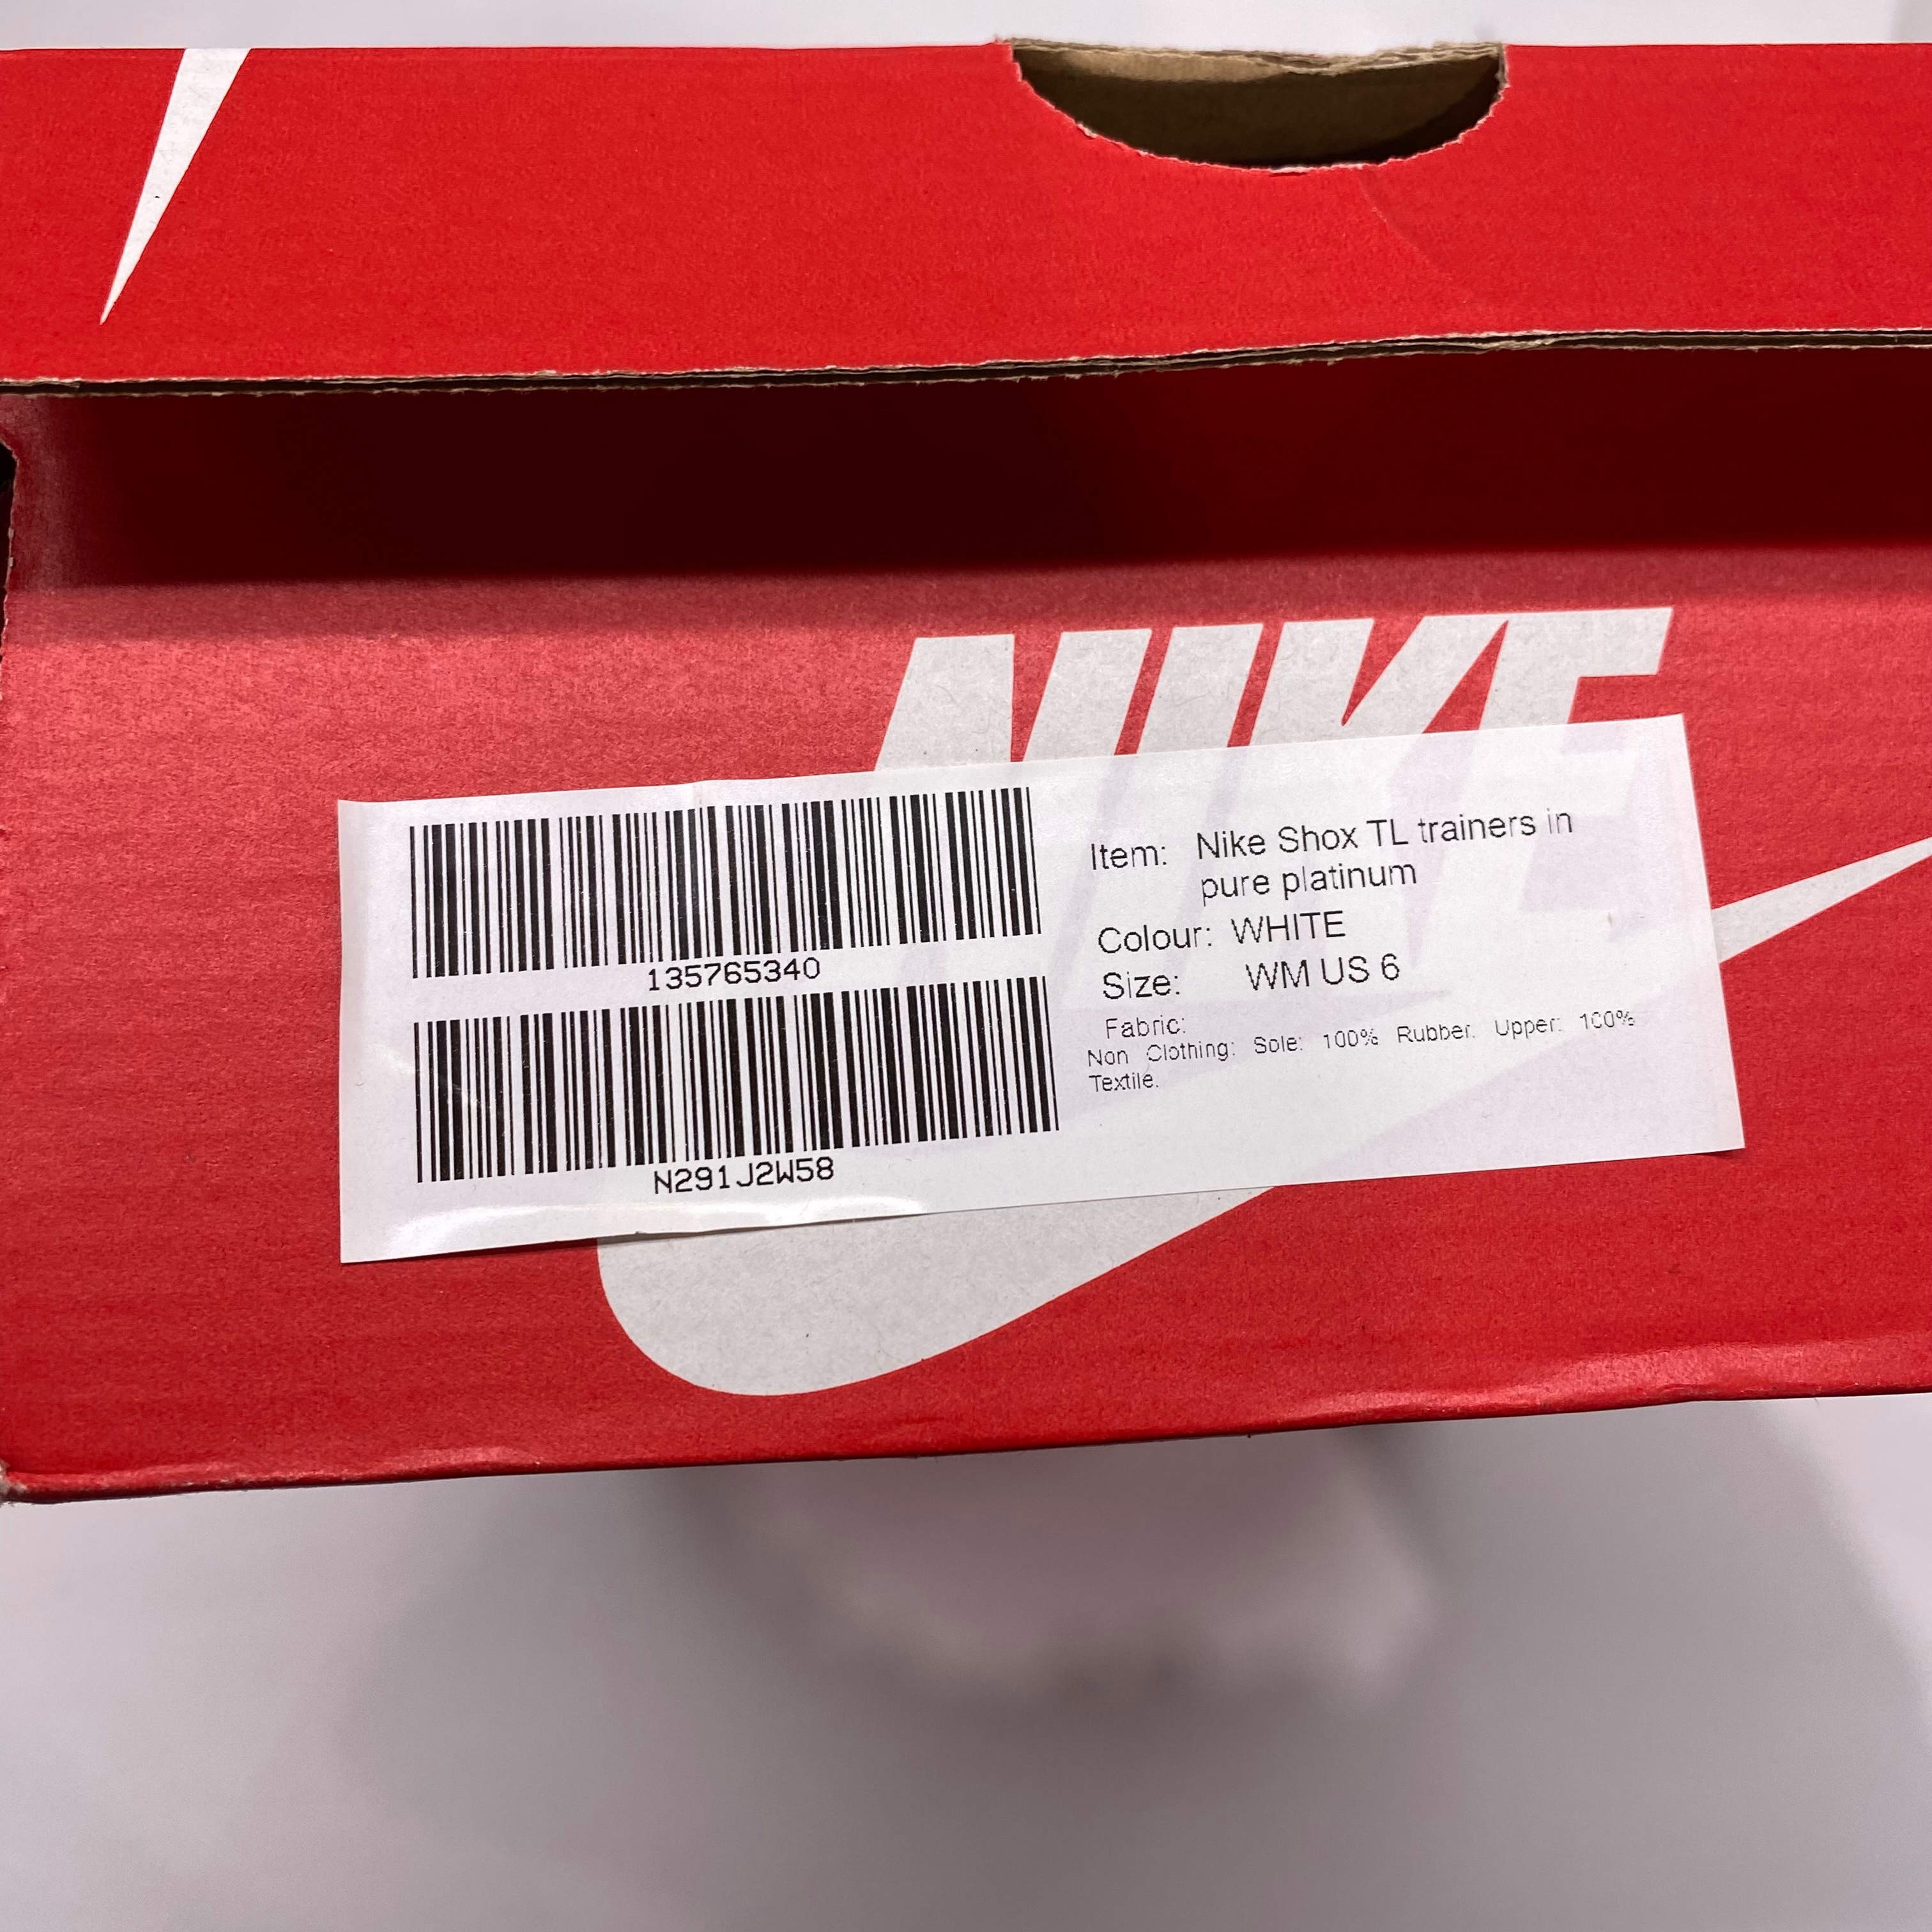 NIKE
135765340
N291J2W58
Item: Nike Shox TL trainers in
pure platinum
Colour: WHITE
Size: WM US 6
Fabric:
Non Clothing: Sole: 100% Rubber. Upper: 100%
Textile.